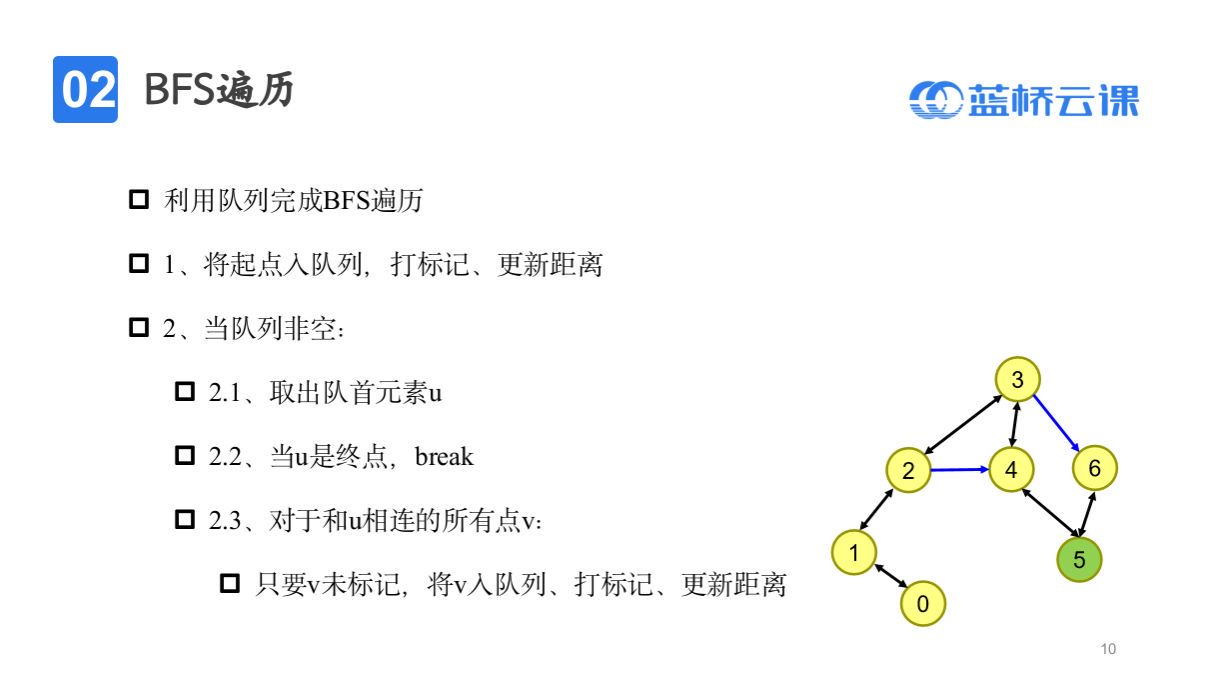 02 BFS遍历
蓝桥云课
利用队列完成BFS遍历
1、将起点入队列，打标记、更新距离
2、当队列非空：
2.1、取出队首元素u
2.2、当u是终点，break
2.3、对于和u相连的所有点v：
只要v未标记，将v入队列、打标记、更新距离
3
2 4 6
1 5
0
10